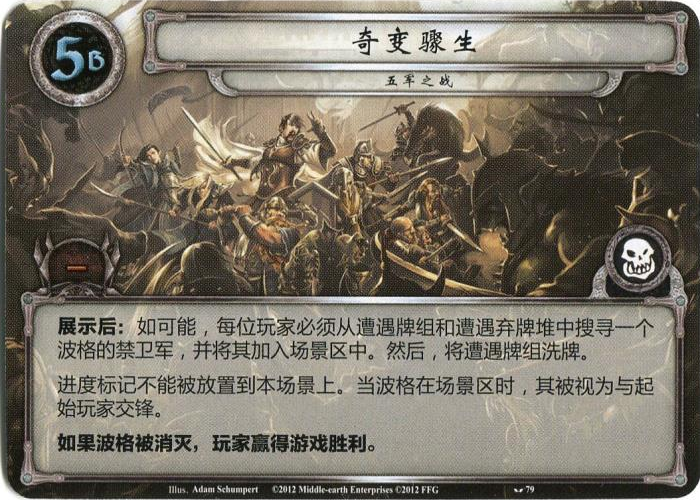 5B
奇变骤生
五军之战
展示后：如可能，每位玩家必须从遭遇牌组和遭遇弃牌堆中搜寻一个
波格的禁卫军，并将其加入场景区中。然后，将遭遇牌组洗牌。
进度标记不能被放置到本场景上。当波格在场景区时，其被视为与起
始玩家交锋。
如果波格被消灭，玩家赢得游戏胜利。
Illus. Adam Schumpert ©2012 Middle-earth Enterprises ©2012 FFG 79